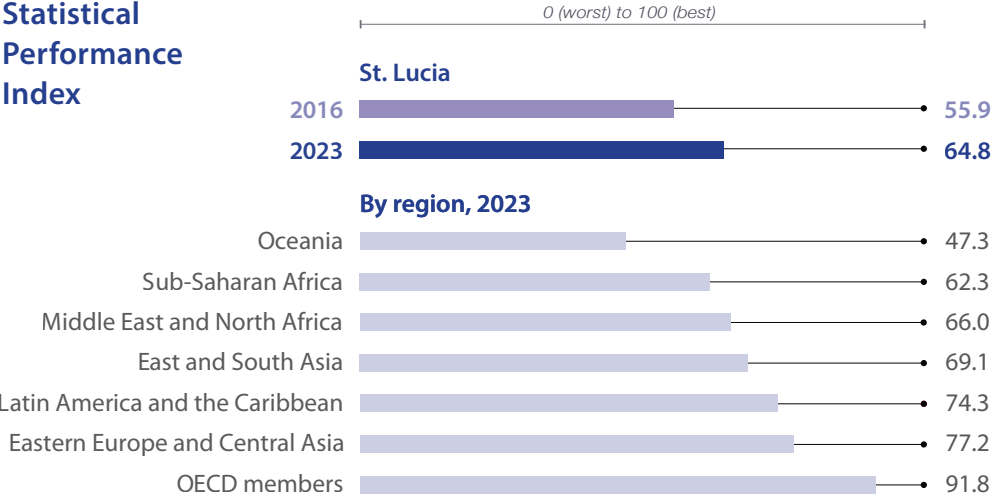 Statistical
Performance
Index
0 (worst) to 100 (best)
St. Lucia
2016 55.9
2023 64.8
By region, 2023
Oceania 47.3
Sub-Saharan Africa 62.3
Middle East and North Africa 66.0
East and South Asia 69.1
Latin America and the Caribbean 74.3
Eastern Europe and Central Asia 77.2
OECD members 91.8